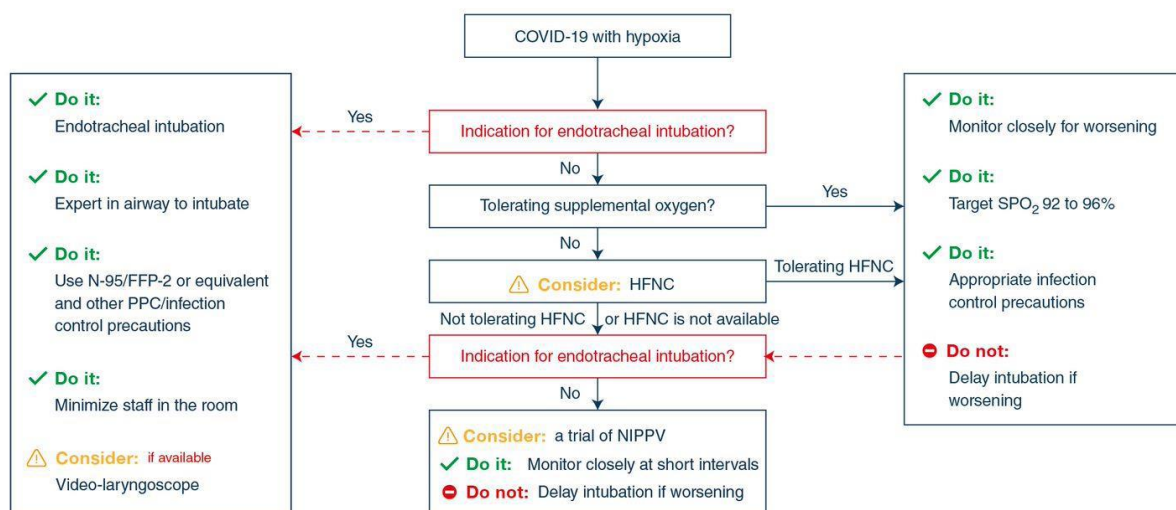 COVID-19 with hypoxia
Indication for endotracheal intubation?
Yes
No
Tolerating supplemental oxygen?
Yes
No
Consider: HFNC
Tolerating HFNC
Not tolerating HFNC or HFNC is not available
Indication for endotracheal intubation?
Yes
No
Consider: a trial of NIPPV
Do it: Monitor closely at short intervals
Do not: Delay intubation if worsening
Do it:
Endotracheal intubation
Do it:
Expert in airway to intubate
Do it:
Use N-95/FFP-2 or equivalent
and other PPC/infection
control precautions
Do it:
Minimize staff in the room
Consider: if available
Video-laryngoscope
Do it:
Monitor closely for worsening
Do it:
Target SPO₂ 92 to 96%
Do it:
Appropriate infection
control precautions
Do not:
Delay intubation if
worsening